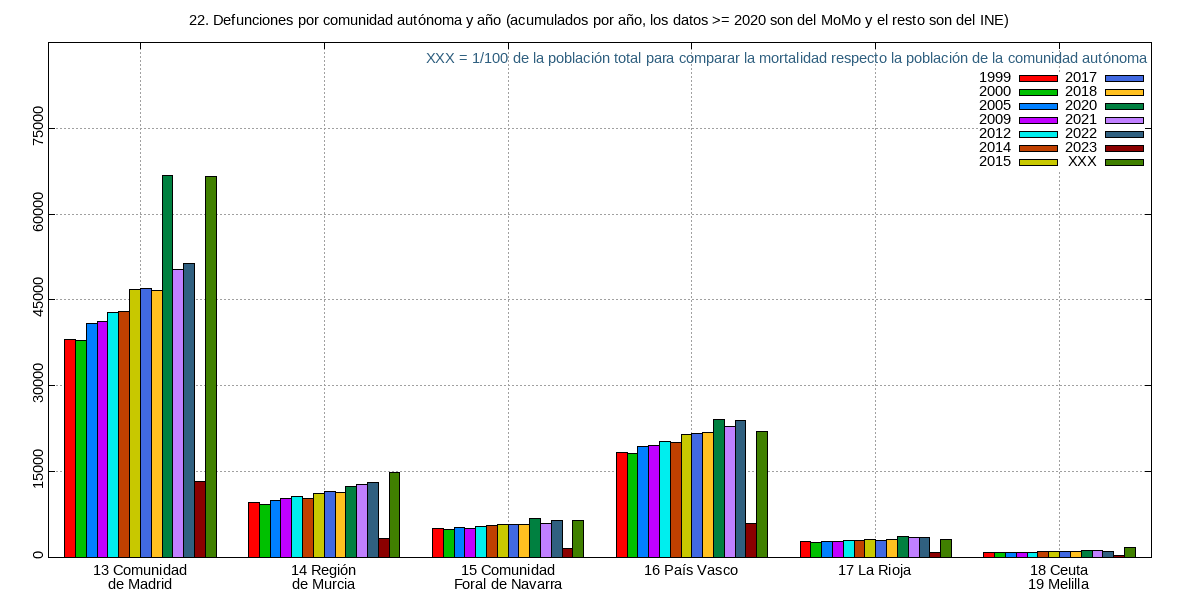 22. Defunciones por comunidad autónoma y año (acumulados por año, los datos >= 2020 son del MoMo y el resto son del INE)
XXX = 1/100 de la población total para comparar la mortalidad respecto la población de la comunidad autónoma
1999 2017
2000 2018
2005 2020
2009 2021
2012 2022
2014 2023
2015 XXX
75000
60000
45000
30000
15000
0
13 Comunidad
de Madrid
14 Región
de Murcia
15 Comunidad
Foral de Navarra
16 País Vasco
17 La Rioja
18 Ceuta
19 Melilla